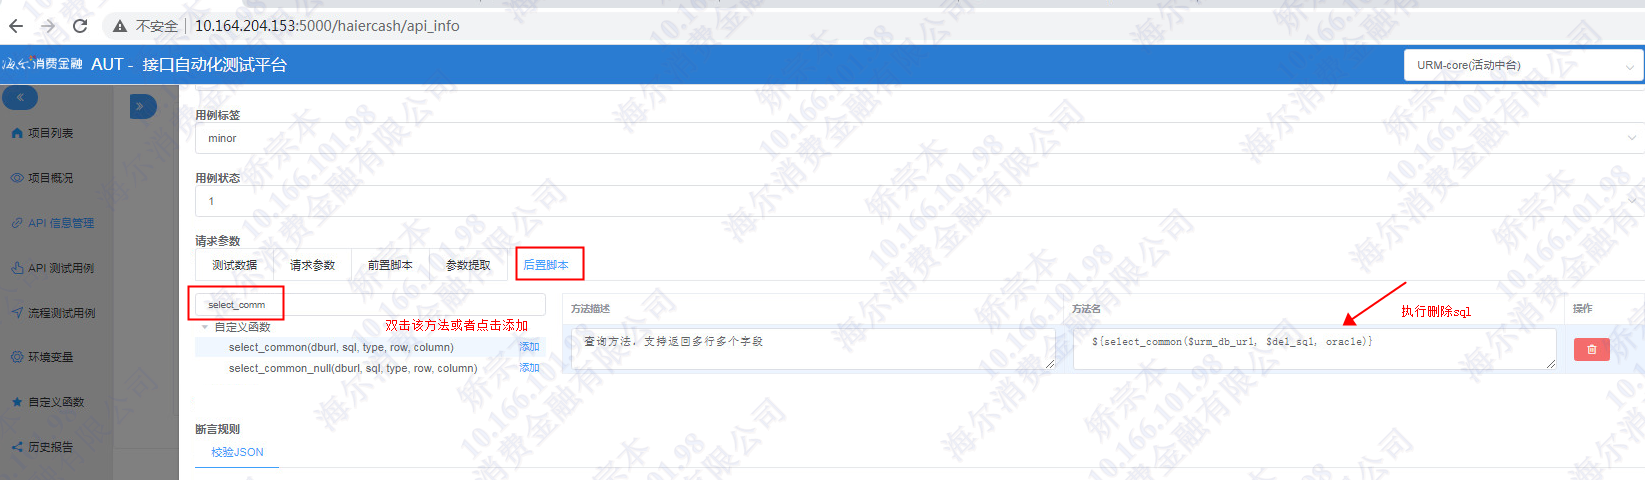 不安全 | 10.164.204.153:5000/haiercash/api_info
消费金融 AUT - 接口自动化测试平台
URM-core(活动中台)
项目列表
项目概况
API 信息管理
API 测试用例
流程测试用例
环境变量
自定义函数
历史报告
用例标签
minor
用例状态
1
请求参数
测试数据 请求参数 前置脚本 参数提取 后置脚本
select_comm
双击该方法或者点击添加
自定义函数
select_common(dburl, sql, type, row, column) 添加
select_common_null(dburl, sql, type, row, column) 添加
方法描述 方法名 操作
执行删除sql
查询方法，支持返回多行多个字段
${select_common($urm_db_url, $del_sql, oracle)}
断言规则
校验JSON
矫宗本
10.166.101.98
海尔消费金融有限公司